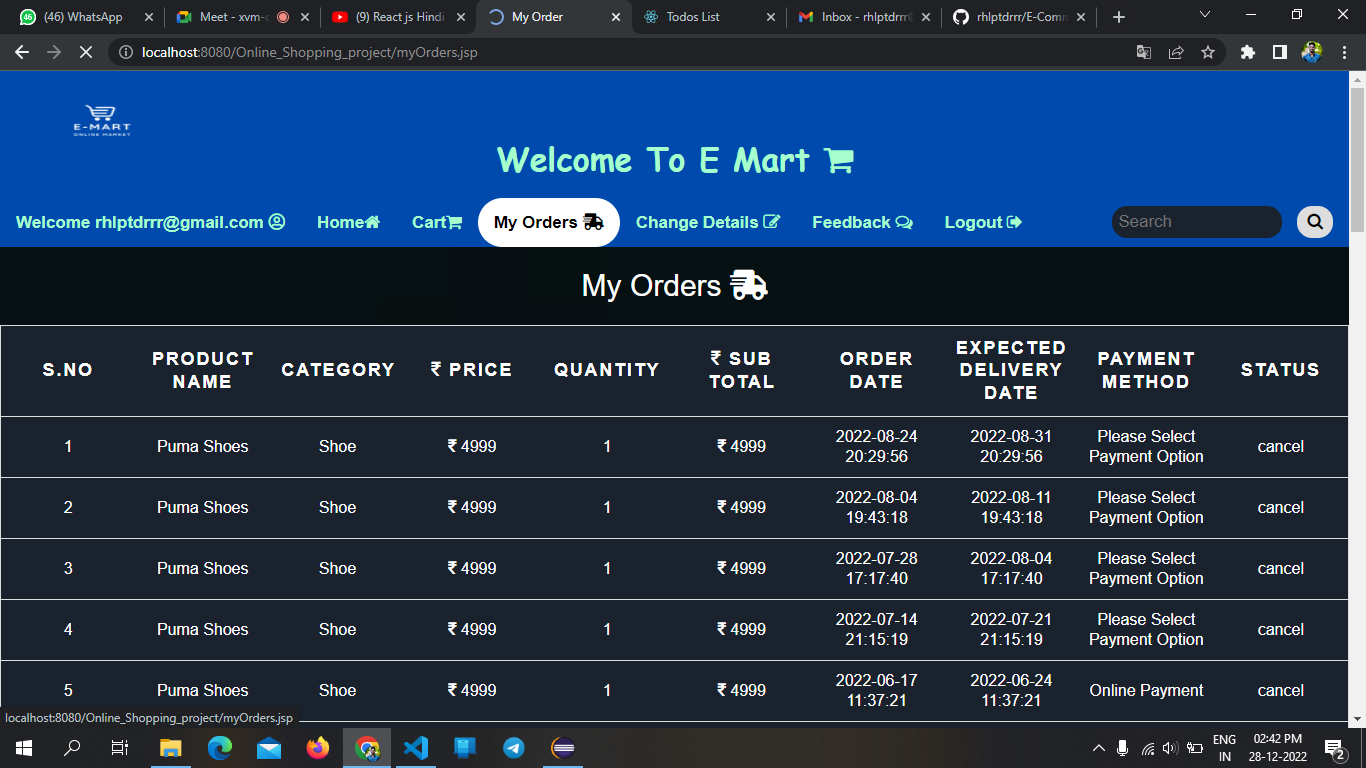 (46) WhatsApp
Meet - xvm-c
(9) React js Hindi
My Order
Todos List
Inbox - rhlptdrrr
rhlptdrrr/E-Comm
localhost:8080/Online_Shopping_project/myOrders.jsp
E-MART
ONLINE MARKET
Welcome To E Mart
Welcome rhlptdrrr@gmail.com
Home
Cart
My Orders
Change Details
Feedback
Logout
Search
My Orders
S.NO
PRODUCT NAME
CATEGORY
₹ PRICE
QUANTITY
₹ SUB TOTAL
ORDER DATE
EXPECTED DELIVERY DATE
PAYMENT METHOD
STATUS
1 Puma Shoes Shoe ₹ 4999 1 ₹ 4999 2022-08-24 20:29:56 2022-08-31 20:29:56 Please Select Payment Option cancel
2 Puma Shoes Shoe ₹ 4999 1 ₹ 4999 2022-08-04 19:43:18 2022-08-11 19:43:18 Please Select Payment Option cancel
3 Puma Shoes Shoe ₹ 4999 1 ₹ 4999 2022-07-28 17:17:40 2022-08-04 17:17:40 Please Select Payment Option cancel
4 Puma Shoes Shoe ₹ 4999 1 ₹ 4999 2022-07-14 21:15:19 2022-07-21 21:15:19 Please Select Payment Option cancel
5 Puma Shoes Shoe ₹ 4999 1 ₹ 4999 2022-06-17 11:37:21 2022-06-24 11:37:21 Online Payment cancel
localhost:8080/Online_Shopping_project/myOrders.jsp
ENG
IN
02:42 PM
28-12-2022
2